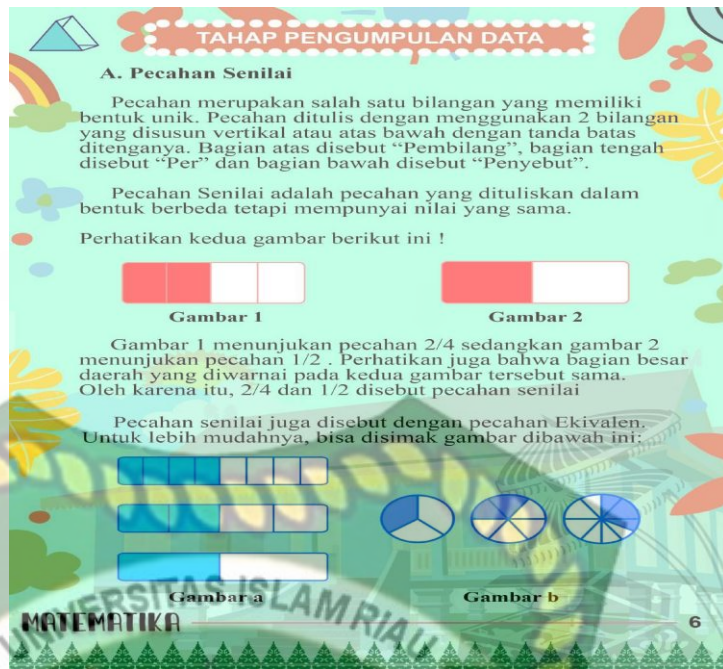 TAHAP PENGUMPULAN DATA
A. Pecahan Senilai
Pecahan merupakan salah satu bilangan yang memiliki
bentuk unik. Pecahan ditulis dengan menggunakan 2 bilangan
yang disusun vertikal atau atas bawah dengan tanda batas
ditenganya. Bagian atas disebut “Pembilang”, bagian tengah
disebut “Per” dan bagian bawah disebut “Penyebut”.
Pecahan Senilai adalah pecahan yang dituliskan dalam
bentuk berbeda tetapi mempunyai nilai yang sama.
Perhatikan kedua gambar berikut ini !
Gambar 1
Gambar 2
Gambar 1 menunjukan pecahan 2/4 sedangkan gambar 2
menunjukan pecahan 1/2 . Perhatikan juga bahwa bagian besar
daerah yang diwarnai pada kedua gambar tersebut sama.
Oleh karena itu, 2/4 dan 1/2 disebut pecahan senilai
Pecahan senilai juga disebut dengan pecahan Ekivalen.
Untuk lebih mudahnya, bisa disimak gambar dibawah ini:
Gambar a
Gambar b
UNIVERSITAS ISLAM RIAU
MATEMATIKA
6